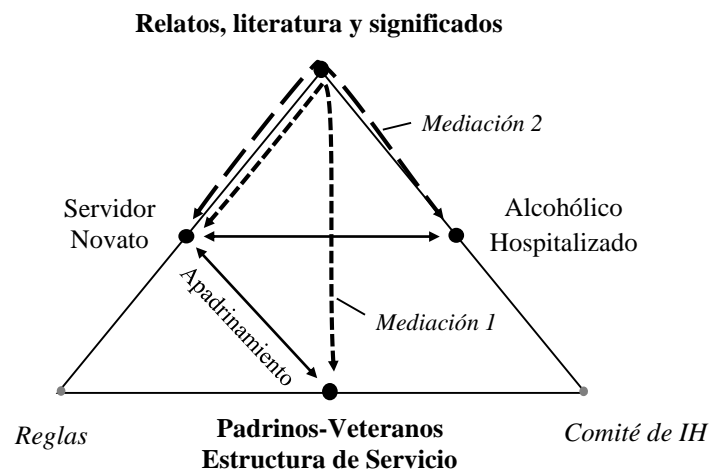 Relatos, literatura y significados
Mediación 2
Servidor
Novato
Alcohólico
Hospitalizado
Apadrinamiento
Mediación 1
Reglas
Padrinos-Veteranos
Estructura de Servicio
Comité de IH